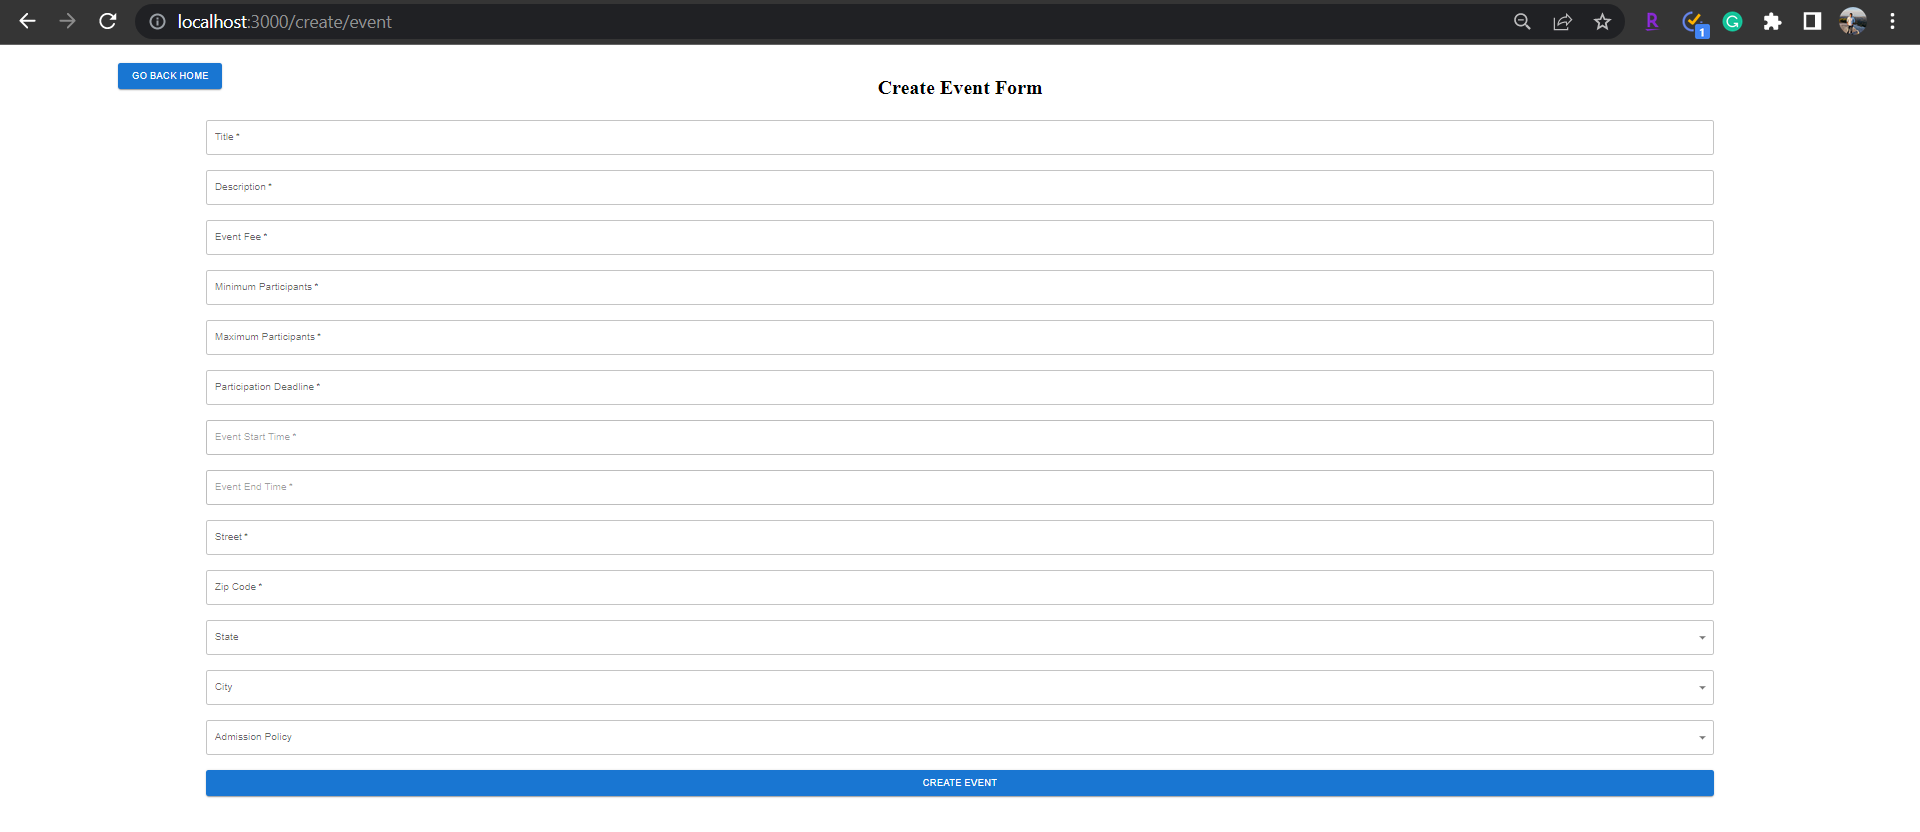 localhost:3000/create/event
R
1
G
GO BACK HOME
Create Event Form
Title *
Description *
Event Fee *
Minimum Participants *
Maximum Participants *
Participation Deadline *
Event Start Time *
Event End Time *
Street *
Zip Code *
State
City
Admission Policy
CREATE EVENT